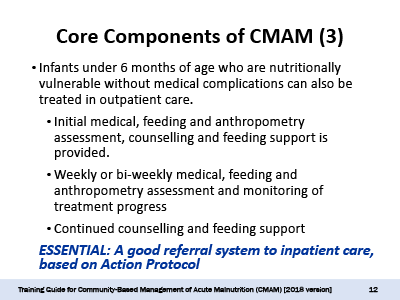 Core Components of CMAM (3)
• Infants under 6 months of age who are nutritionally
vulnerable without medical complications can also be
treated in outpatient care.
• Initial medical, feeding and anthropometry
assessment, counselling and feeding support is
provided.
• Weekly or bi-weekly medical, feeding and
anthropometry assessment and monitoring of
treatment progress
• Continued counselling and feeding support
ESSENTIAL: A good referral system to inpatient care,
based on Action Protocol
Training Guide for Community-Based Management of Acute Malnutrition (CMAM) [2018 version] 12